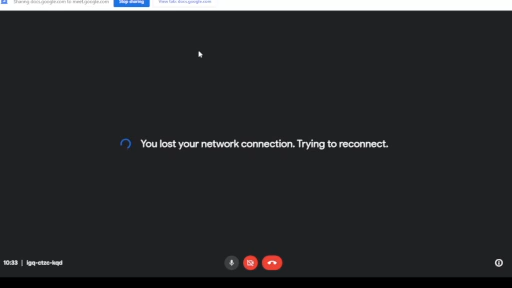 Sharing docs.google.com to meet.google.com
Stop sharing
View tab: docs.google.com
You lost your network connection. Trying to reconnect.
10:33 | igq-ctzc-kqd